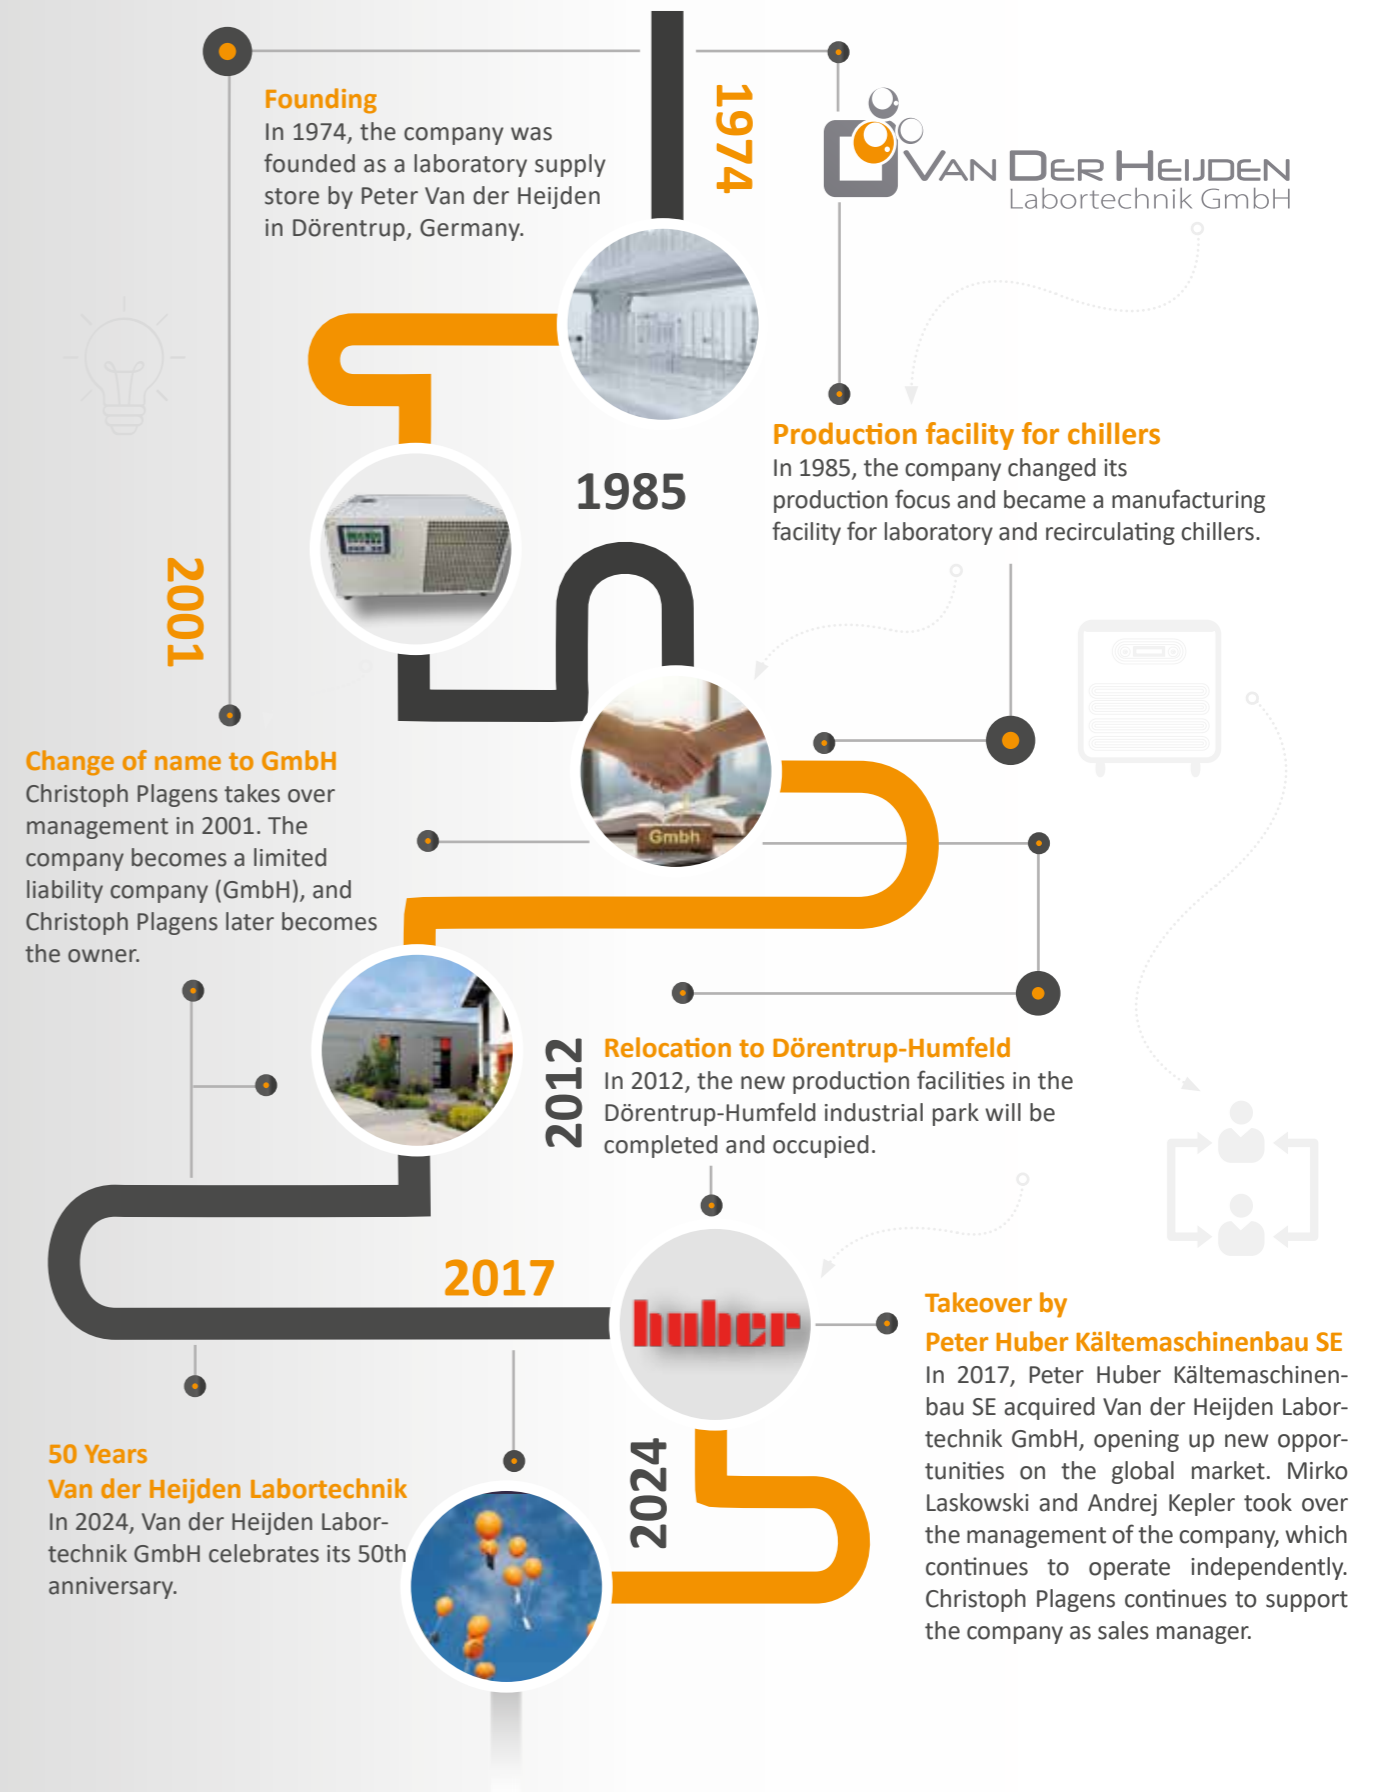 Founding
In 1974, the company was
founded as a laboratory supply
store by Peter Van der Heijden
in Dörentrup, Germany.
1974
VAN DER HEIJDEN
Labortechnik GmbH
Production facility for chillers
In 1985, the company changed its
production focus and became a manufacturing
facility for laboratory and recirculating chillers.
1985
2001
Change of name to GmbH
Christoph Plagens takes over
management in 2001. The
company becomes a limited
liability company (GmbH), and
Christoph Plagens later becomes
the owner.
Gmbh
2012
Relocation to Dörentrup-Humfeld
In 2012, the new production facilities in the
Dörentrup-Humfeld industrial park will be
completed and occupied.
2017
huber
Takeover by
Peter Huber Kältemaschinenbau SE
In 2017, Peter Huber Kältemaschinen-
bau SE acquired Van der Heijden Labor-
technik GmbH, opening up new oppor-
tunities on the global market. Mirko
Laskowski and Andrej Kepler took over
the management of the company, which
continues to operate independently.
Christoph Plagens continues to support
the company as sales manager.
2024
50 Years
Van der Heijden Labortechnik
In 2024, Van der Heijden Labor-
technik GmbH celebrates its 50th
anniversary.